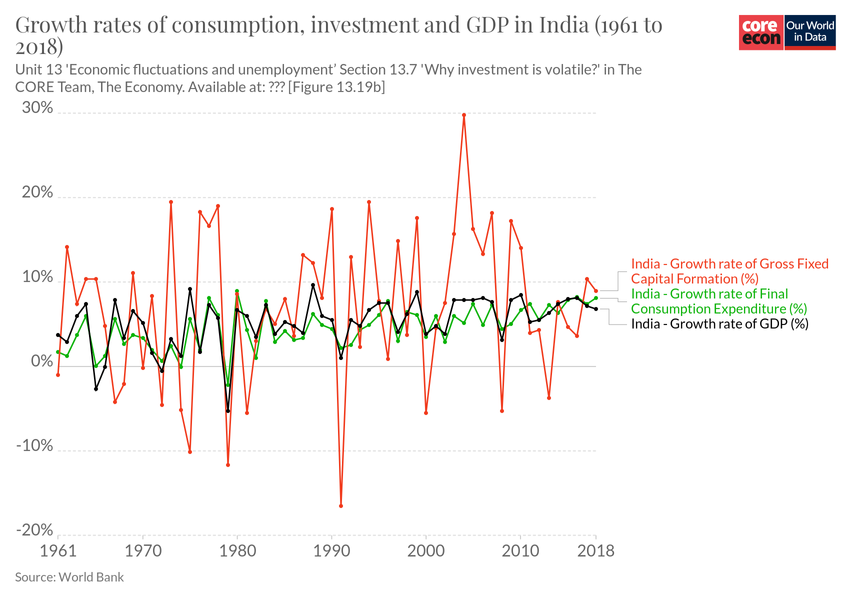 Growth rates of consumption, investment and GDP in India (1961 to
2018)
core
econ
Our World
in Data
Unit 13 'Economic fluctuations and unemployment’ Section 13.7 'Why investment is volatile?' in The
CORE Team, The Economy. Available at: ??? [Figure 13.19b]
30%
20%
10%
0%
-10%
-20%
India - Growth rate of Gross Fixed
Capital Formation (%)
India - Growth rate of Final
Consumption Expenditure (%)
India - Growth rate of GDP (%)
1961
1970
1980
1990
2000
2010
2018
Source: World Bank